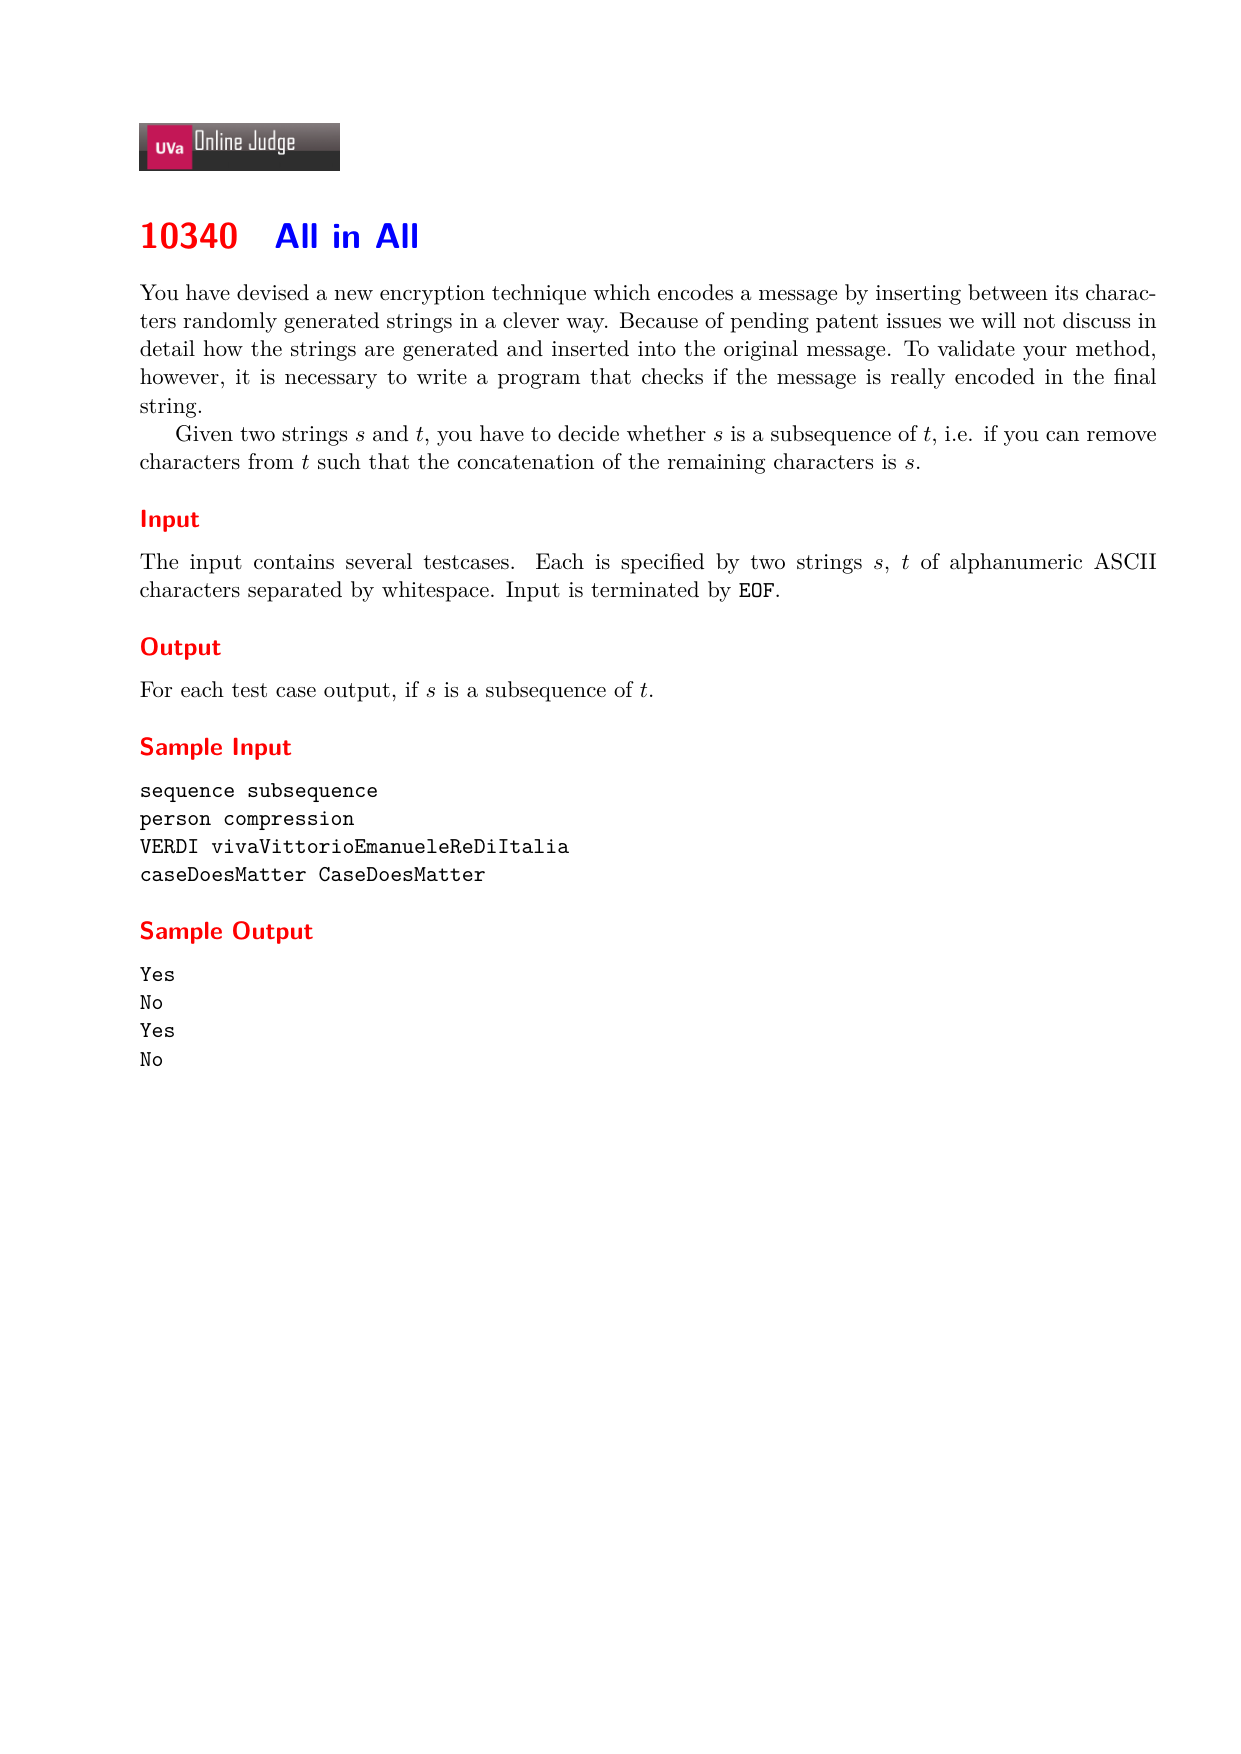 UVa Online Judge
10340 All in All
You have devised a new encryption technique which encodes a message by inserting between its charac-
ters randomly generated strings in a clever way. Because of pending patent issues we will not discuss in
detail how the strings are generated and inserted into the original message. To validate your method,
however, it is necessary to write a program that checks if the message is really encoded in the final
string.
Given two strings s and t, you have to decide whether s is a subsequence of t, i.e. if you can remove
characters from t such that the concatenation of the remaining characters is s.
Input
The input contains several testcases. Each is specified by two strings s, t of alphanumeric ASCII
characters separated by whitespace. Input is terminated by EOF.
Output
For each test case output, if s is a subsequence of t.
Sample Input
sequence subsequence
person compression
VERDI vivaVittorioEmanueleReDiItalia
caseDoesMatter CaseDoesMatter
Sample Output
Yes
No
Yes
No